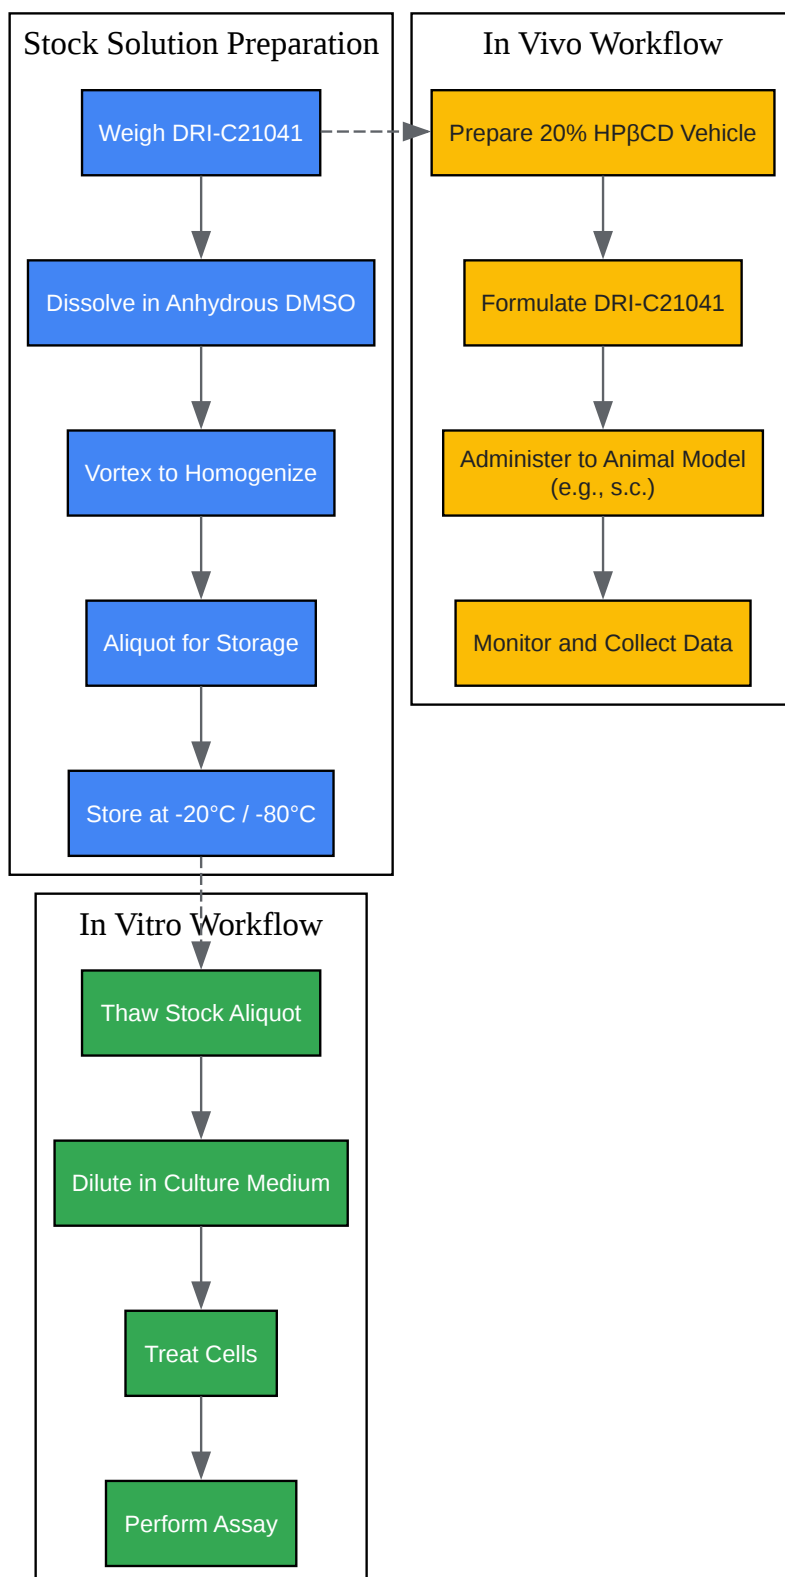 Stock Solution Preparation
Weigh DRI-C21041
Dissolve in Anhydrous DMSO
Vortex to Homogenize
Aliquot for Storage
Store at -20°C / -80°C
In Vivo Workflow
Prepare 20% HPβCD Vehicle
Formulate DRI-C21041
Administer to Animal Model
(e.g., s.c.)
Monitor and Collect Data
In Vitro Workflow
Thaw Stock Aliquot
Dilute in Culture Medium
Treat Cells
Perform Assay